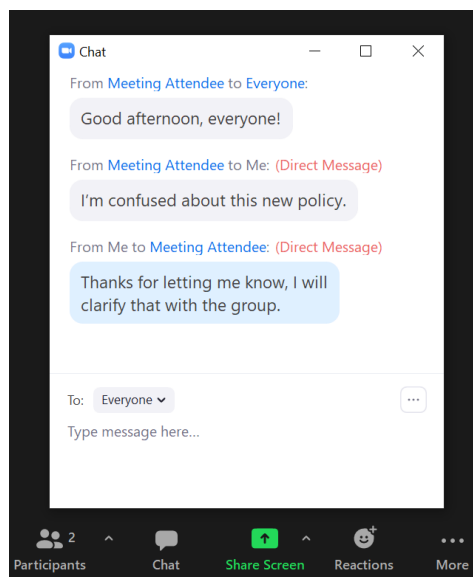 Chat
From Meeting Attendee to Everyone:
Good afternoon, everyone!
From Meeting Attendee to Me: (Direct Message)
I'm confused about this new policy.
From Me to Meeting Attendee: (Direct Message)
Thanks for letting me know, I will
clarify that with the group.
To: Everyone
Type message here...
2
Participants Chat Share Screen Reactions More